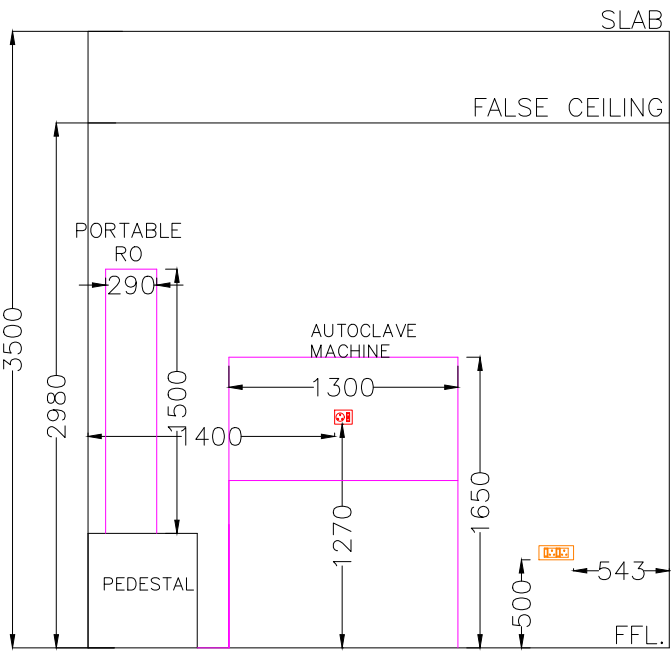 SLAB
FALSE CEILING
PORTABLE
RO
290
AUTOCLAVE
MACHINE
3500
2980
1500
1300
1400
1270
1650
PEDESTAL
543
500
FFL.